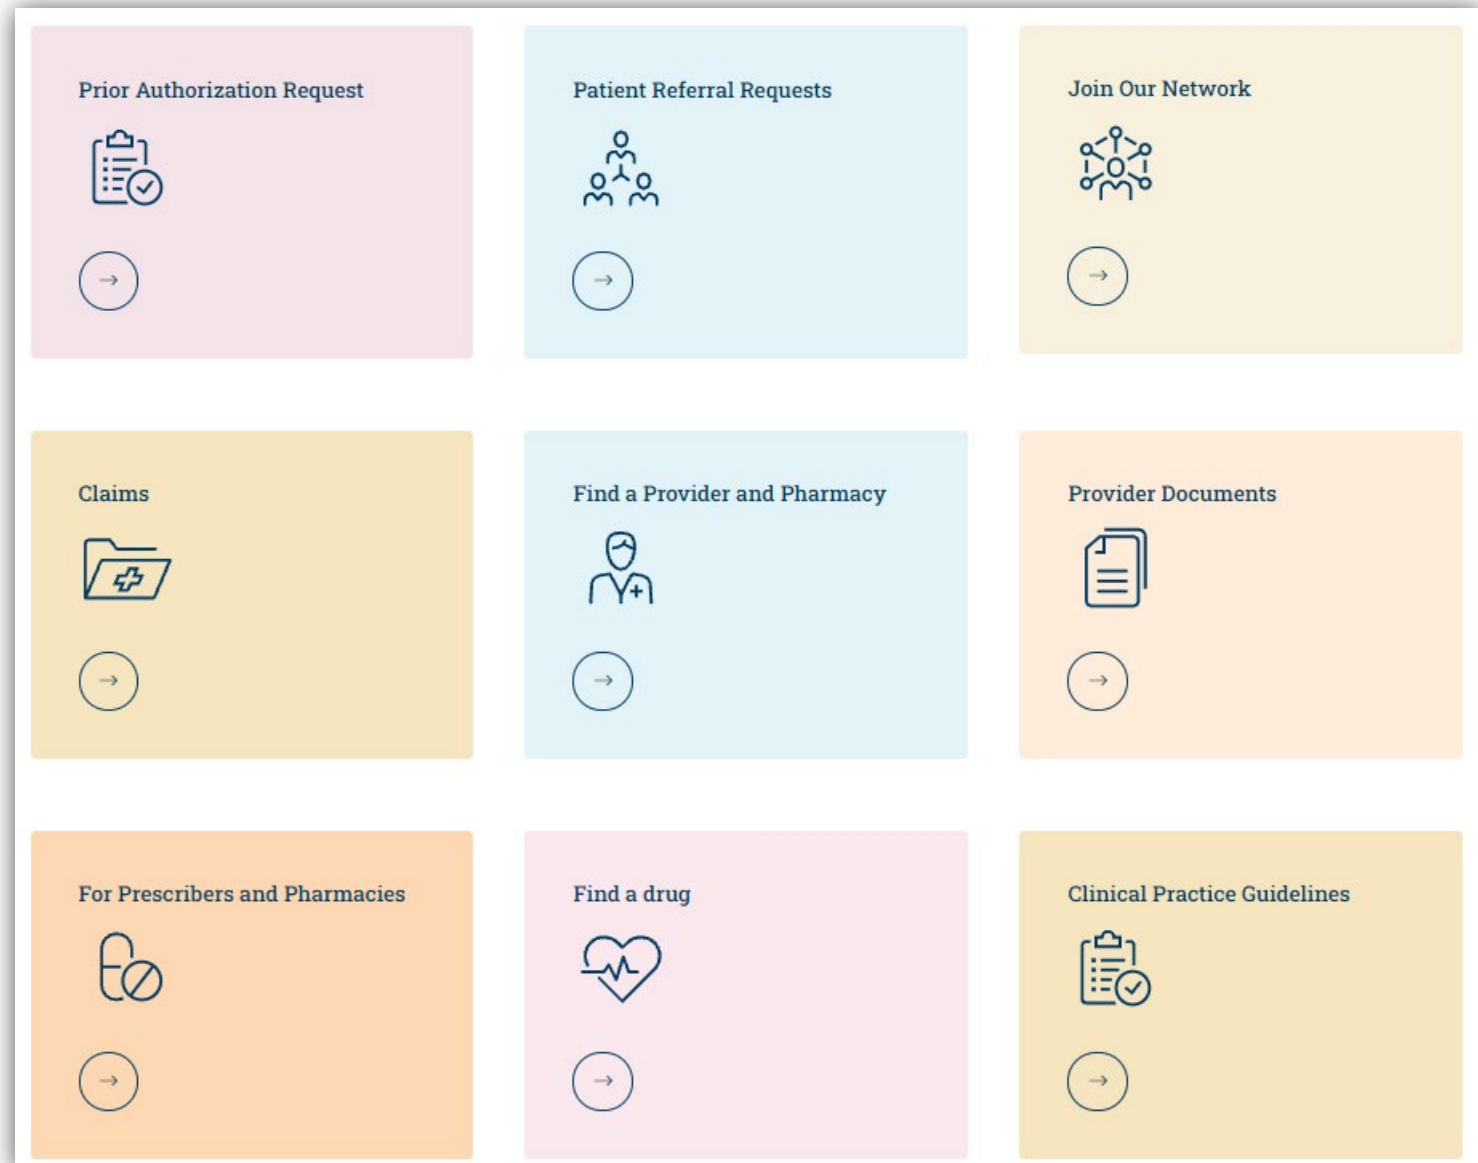 Prior Authorization Request
Patient Referral Requests
Join Our Network
Claims
Find a Provider and Pharmacy
Provider Documents
For Prescribers and Pharmacies
Find a drug
Clinical Practice Guidelines